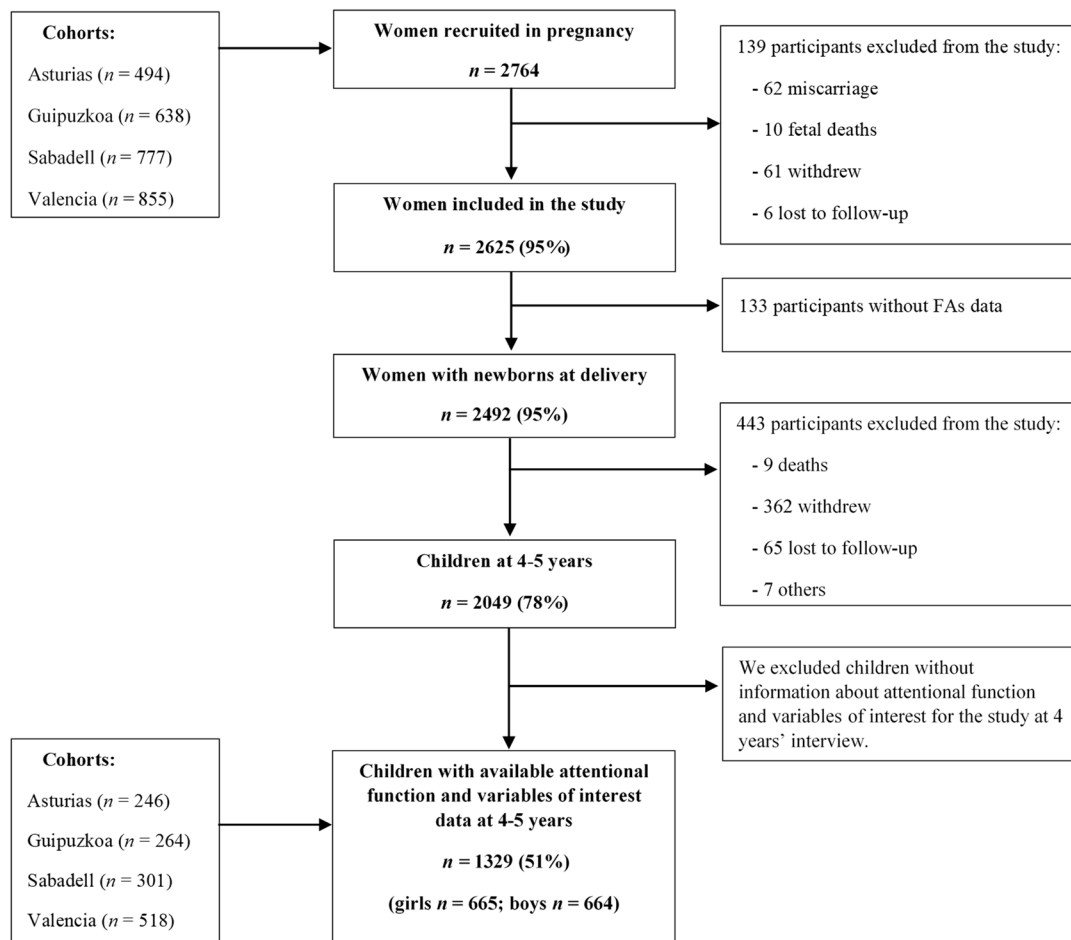 Cohorts:
Asturias (n = 494)
Guipuzkoa (n = 638)
Sabadell (n = 777)
Valencia (n = 855)
Women recruited in pregnancy
n = 2764
139 participants excluded from the study:
- 62 miscarriage
- 10 fetal deaths
- 61 withdrew
- 6 lost to follow-up
Women included in the study
n = 2625 (95%)
133 participants without FAs data
Women with newborns at delivery
n = 2492 (95%)
443 participants excluded from the study:
- 9 deaths
- 362 withdrew
- 65 lost to follow-up
- 7 others
Children at 4-5 years
n = 2049 (78%)
We excluded children without
information about attentional function
and variables of interest for the study at 4
years’ interview.
Cohorts:
Asturias (n = 246)
Guipuzkoa (n = 264)
Sabadell (n = 301)
Valencia (n = 518)
Children with available attentional
function and variables of interest
data at 4-5 years
n = 1329 (51%)
(girls n = 665; boys n = 664)